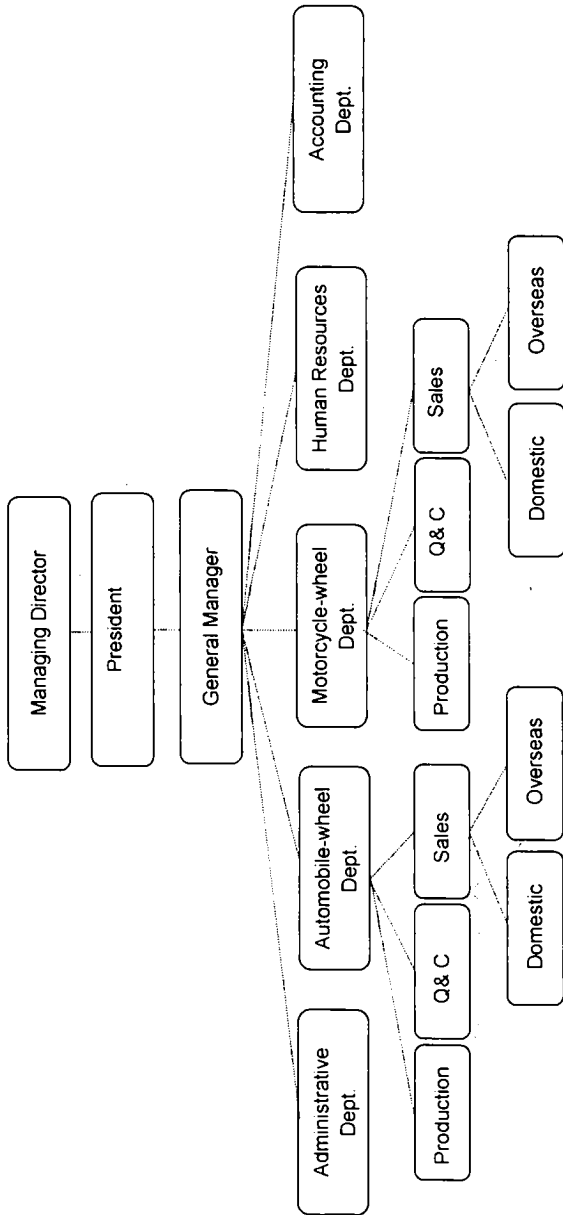 Managing Director
President
General Manager
Administrative
Dept.
Automobile-wheel
Dept.
Motorcycle-wheel
Dept.
Human Resources
Dept.
Accounting
Dept.
Production
Q& C
Sales
Production
Q& C
Sales
Domestic
Overseas
Domestic
Overseas